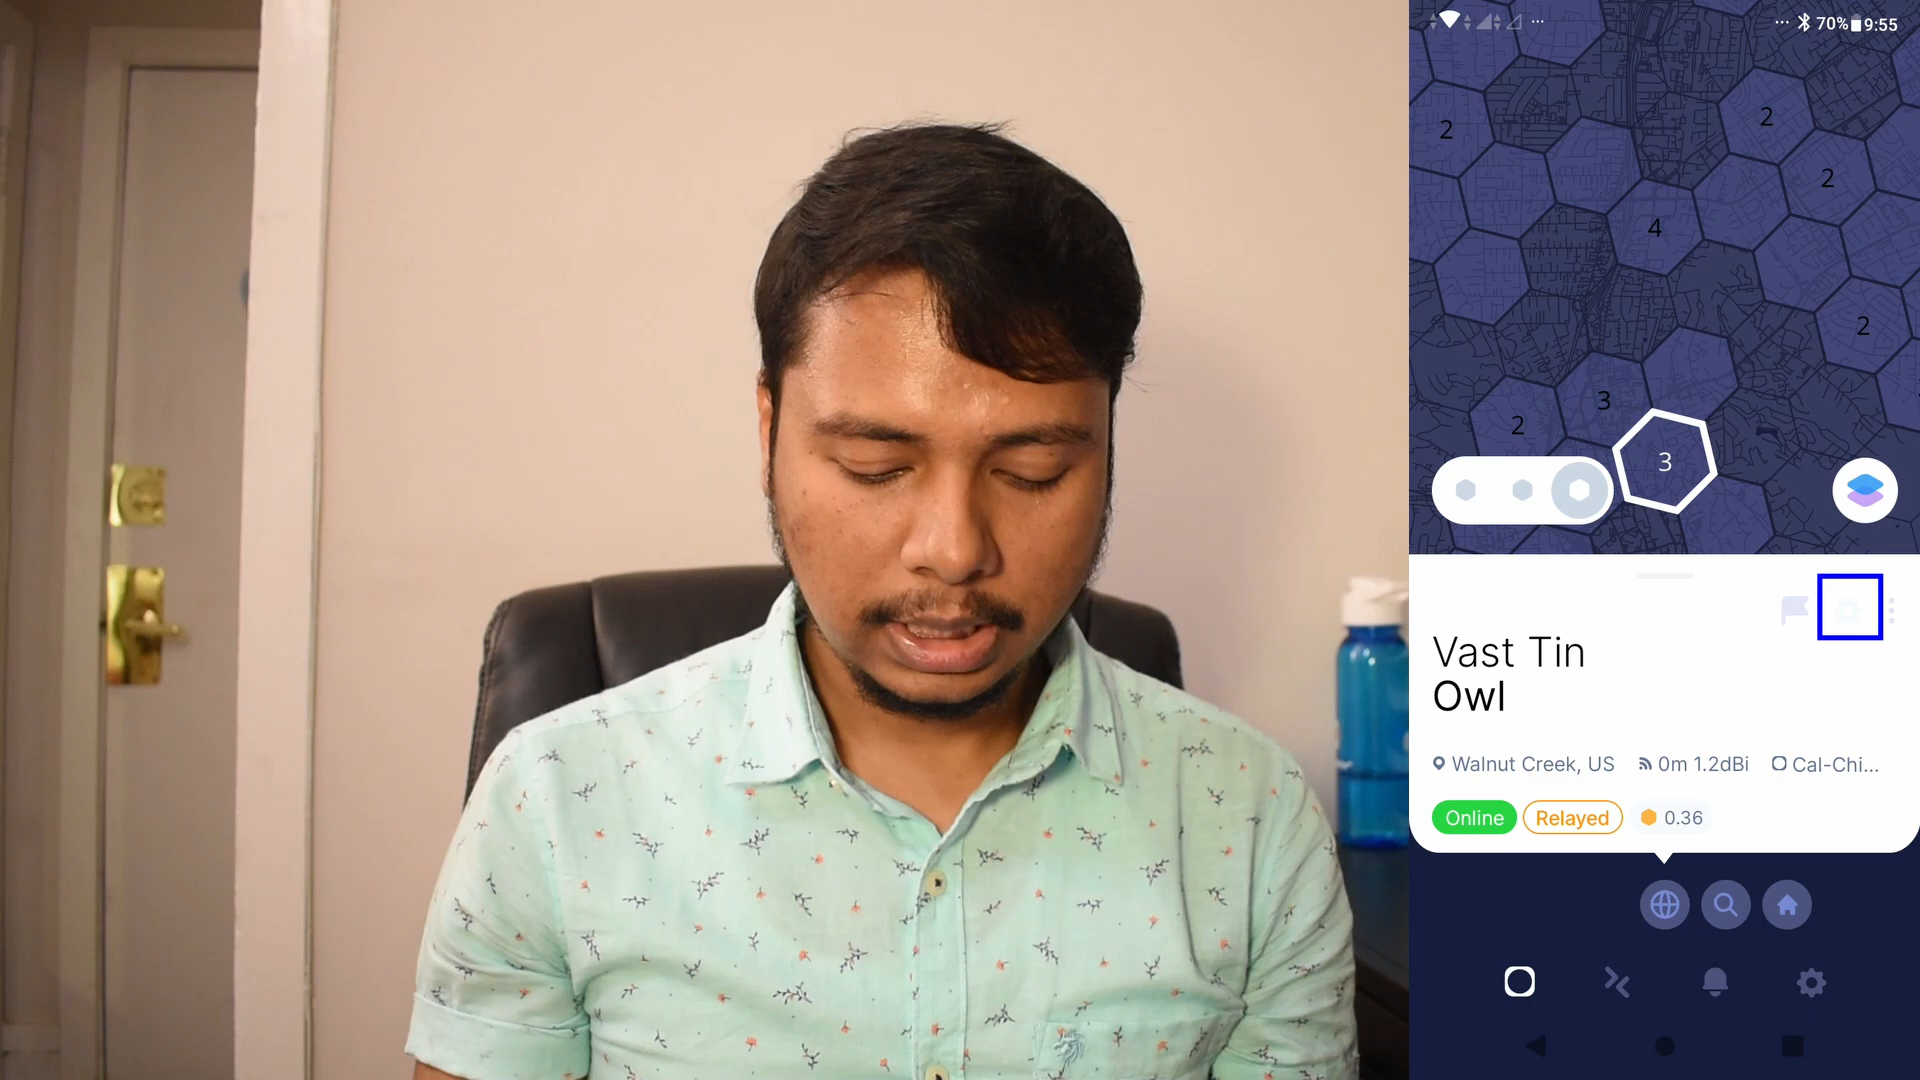 70% 9:55
2
2
2
4
2
3
2
3
Vast Tin
Owl
Walnut Creek, US 0m 1.2dBi Cal-Chi...
Online Relayed 0.36